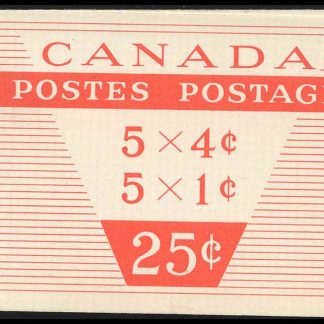 CANADA
POSTES POSTAG
5 × 4¢
5 × 1¢
25¢